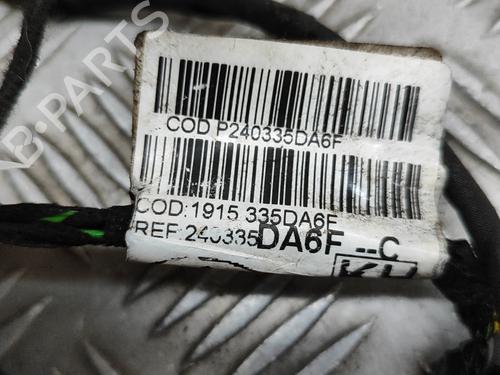 B-PARTS
COD P240335DA6F
COD:1915 335DA6F
REF:240335DA6F --C